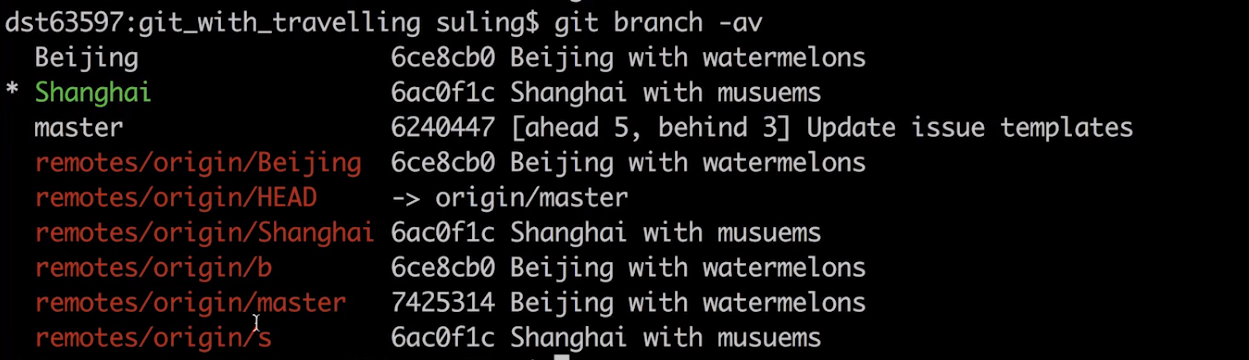 dst63597:git_with_travelling suling$ git branch -av
Beijing 6ce8cb0 Beijing with watermelons
* Shanghai 6ac0f1c Shanghai with musuems
master 6240447 [ahead 5, behind 3] Update issue templates
remotes/origin/Beijing 6ce8cb0 Beijing with watermelons
remotes/origin/HEAD -> origin/master
remotes/origin/Shanghai 6ac0f1c Shanghai with musuems
remotes/origin/b 6ce8cb0 Beijing with watermelons
remotes/origin/master 7425314 Beijing with watermelons
remotes/origin/s 6ac0f1c Shanghai with musuems